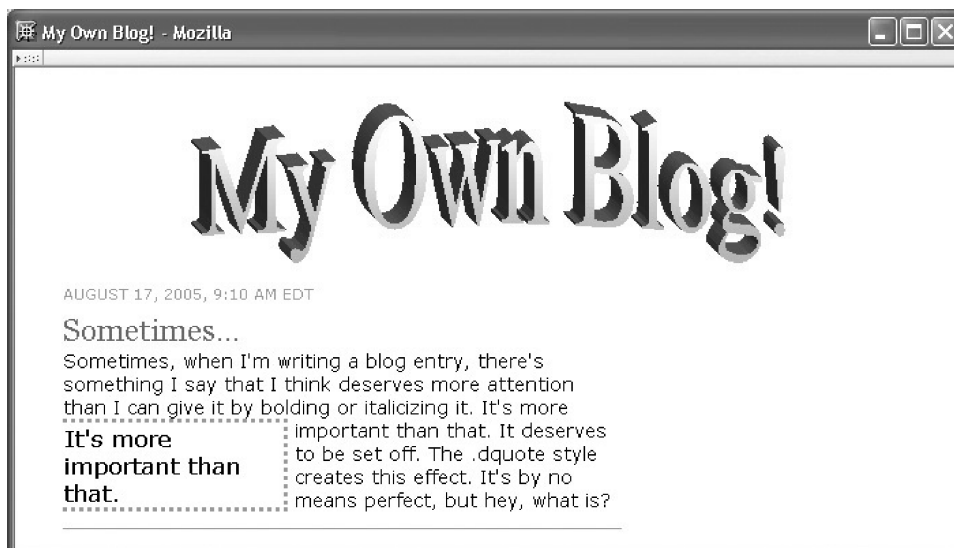 My Own Blog! - Mozilla
My Own Blog!
AUGUST 17, 2005, 9:10 AM EDT
Sometimes...
Sometimes, when I'm writing a blog entry, there's
something I say that I think deserves more attention
than I can give it by bolding or italicizing it. It's more
important than that. It deserves
to be set off. The .dquote style
creates this effect. It's by no
means perfect, but hey, what is?
It's more
important than
that.